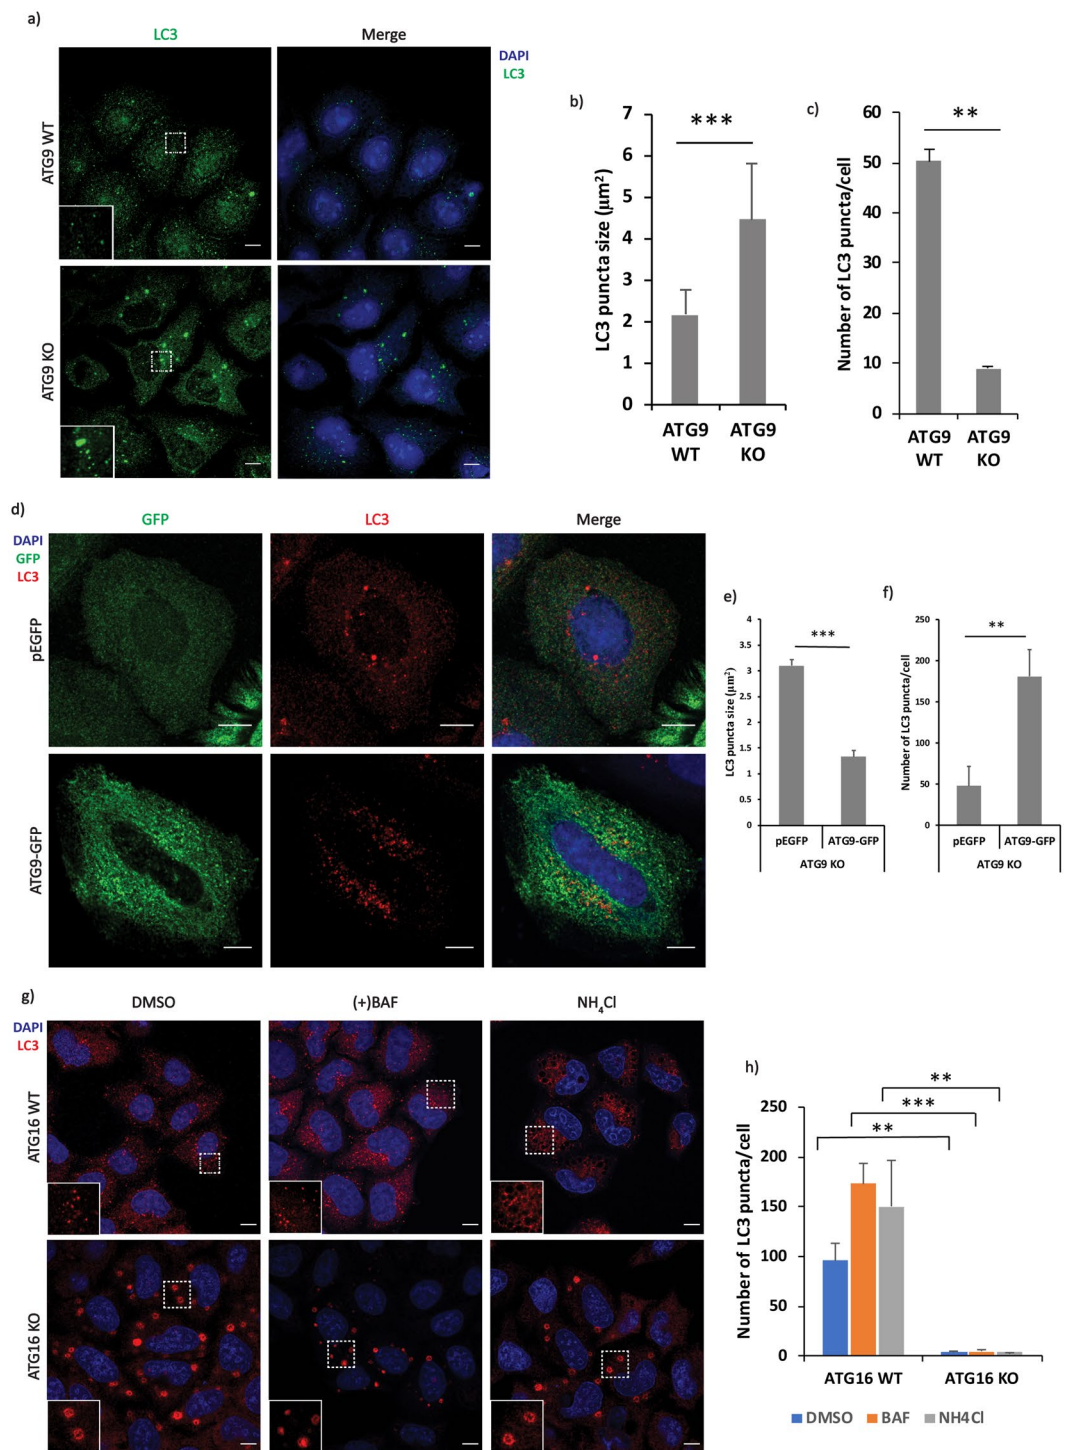 a)
LC3
Merge
DAPI
LC3
ATG9 WT
ATG9 KO
b)
LC3 puncta size (μm²)
7
6
5
4
3
2
1
0
***
ATG9 WT
ATG9 KO
c)
Number of LC3 puncta/cell
60
50
40
30
20
10
0
**
ATG9 WT
ATG9 KO
d)
GFP
LC3
Merge
DAPI
GFP
LC3
pEGFP
ATG9-GFP
e)
LC3 puncta size (μm²)
4
3.5
3
2.5
2
1.5
1
0.5
0
***
pEGFP
ATG9-GFP
ATG9 KO
f)
Number of LC3 puncta/cell
250
200
150
100
50
0
**
pEGFP
ATG9-GFP
ATG9 KO
g)
DMSO
(+)BAF
NH₄Cl
DAPI
LC3
ATG16 WT
ATG16 KO
h)
Number of LC3 puncta/cell
250
200
150
100
50
0
**
***
**
ATG16 WT
ATG16 KO
DMSO
BAF
NH4Cl